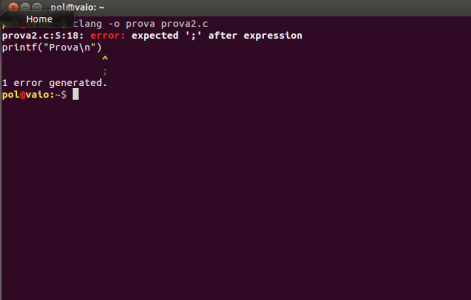 pol@vaio: ~
Home
clang -o prova prova2.c
prova2.c:5:18: error: expected ';' after expression
printf("Prova\n")
^
;
1 error generated.
pol@vaio:~$